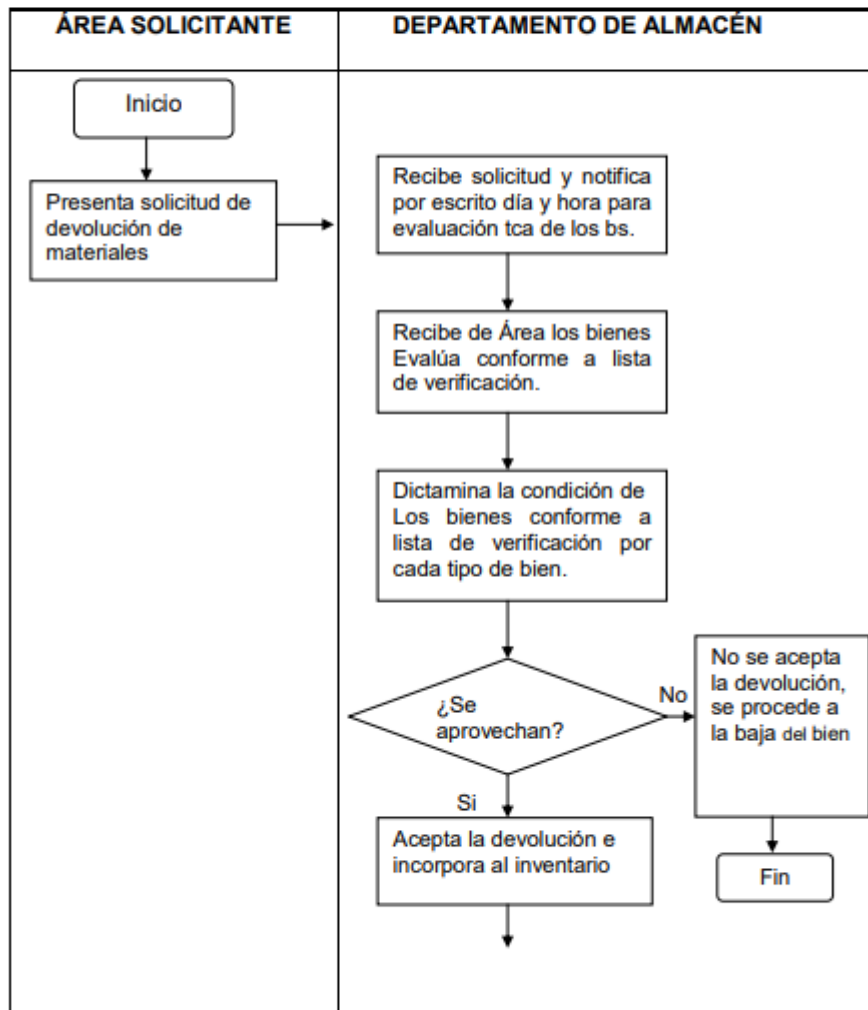 ÁREA SOLICITANTE
DEPARTAMENTO DE ALMACÉN
Inicio
Presenta solicitud de
devolución de
materiales
Recibe solicitud y notifica
por escrito día y hora para
evaluación tca de los bs.
Recibe de Área los bienes
Evalúa conforme a lista
de verificación.
Dictamina la condición de
Los bienes conforme a
lista de verificación por
cada tipo de bien.
¿Se
aprovechan?
No
No se acepta
la devolución,
se procede a
la baja del bien
Fin
Si
Acepta la devolución e
incorpora al inventario